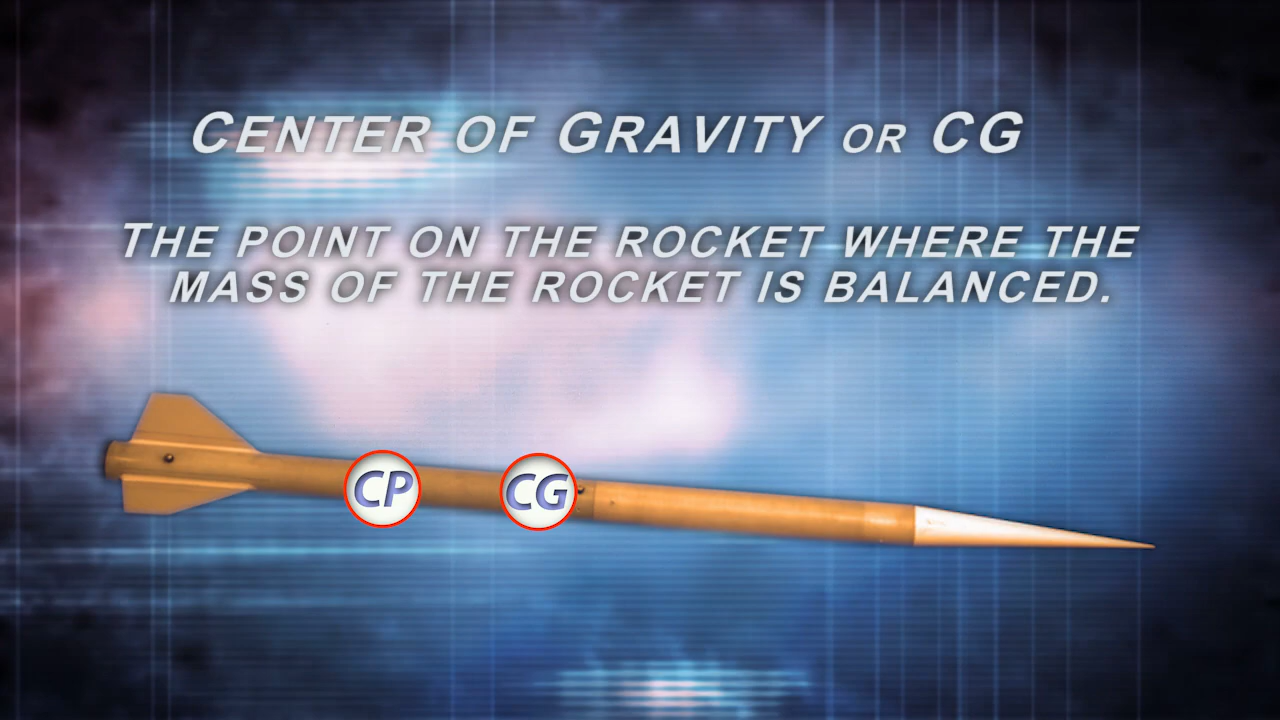 CENTER OF GRAVITY OR CG
THE POINT ON THE ROCKET WHERE THE
MASS OF THE ROCKET IS BALANCED.
CP
CG